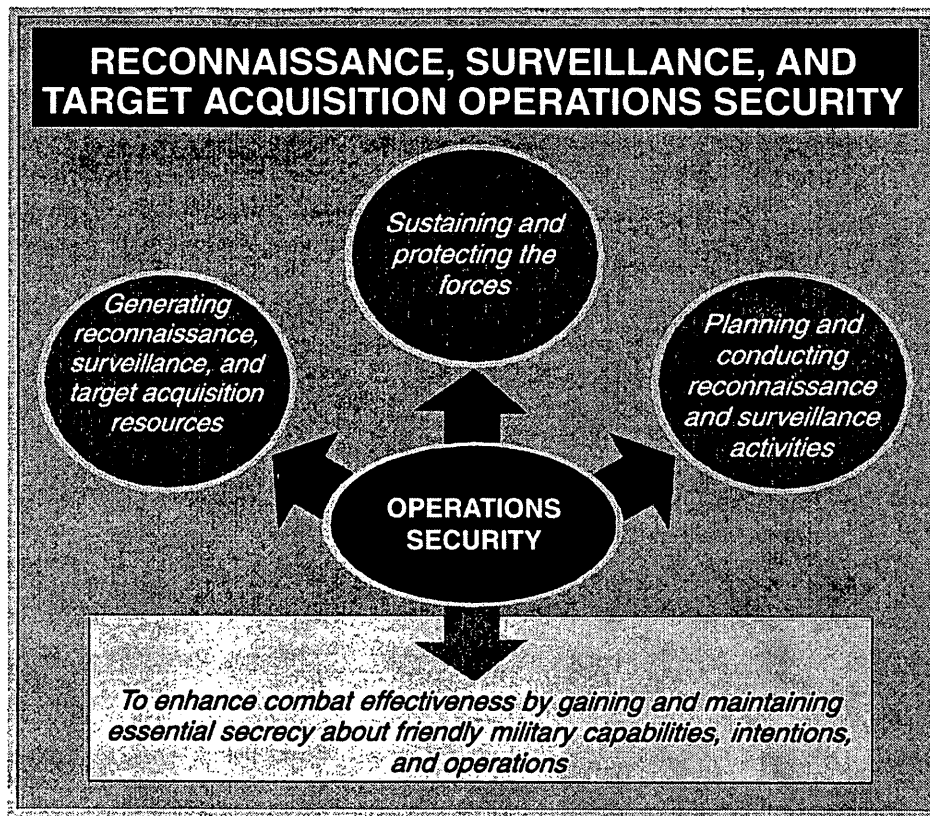 RECONNAISSANCE, SURVEILLANCE, AND
TARGET ACQUISITION OPERATIONS SECURITY
Sustaining and
protecting the
forces
Generating
reconnaissance,
surveillance, and
target acquisition
resources
Planning and
conducting
reconnaissance
and surveillance
activities
OPERATIONS
SECURITY
To enhance combat effectiveness by gaining and maintaining
essential secrecy about friendly military capabilities, intentions,
and operations